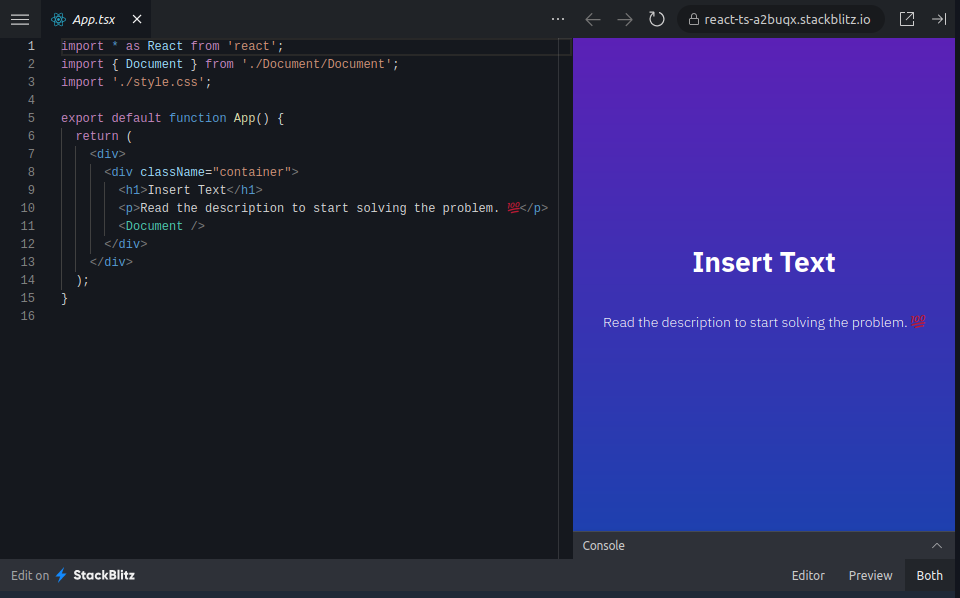 App.tsx
react-ts-a2buqx.stackblitz.io
1 import * as React from 'react';
2 import { Document } from './Document/Document';
3 import './style.css';
4
5 export default function App() {
6 return (
7 <div>
8 <div className="container">
9 <h1>Insert Text</h1>
10 <p>Read the description to start solving the problem. 💯</p>
11 <Document />
12 </div>
13 </div>
14 );
15 }
16
Insert Text
Read the description to start solving the problem. 💯
Console
Edit on StackBlitz
Editor Preview Both